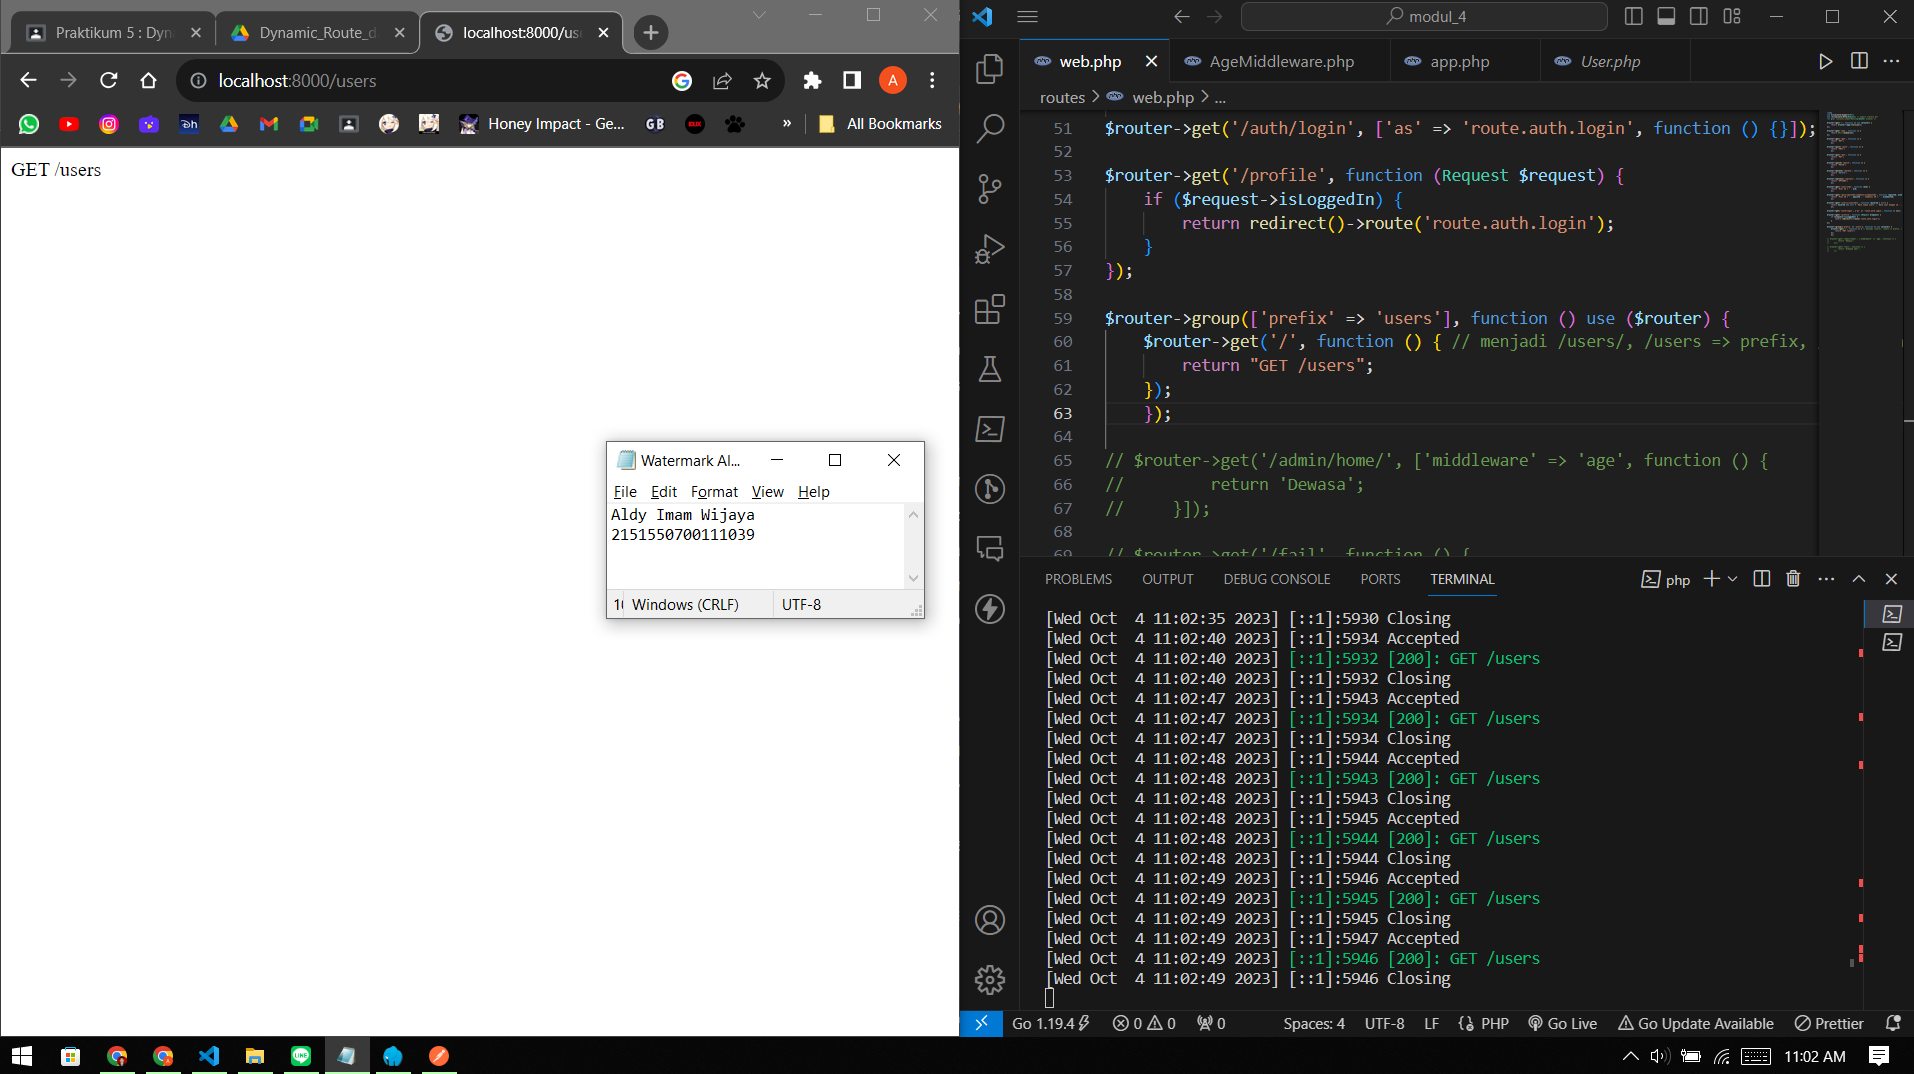 Praktikum 5 : Dyn
Dynamic_Route_d
localhost:8000/us
localhost:8000/users
Honey Impact - Ge...
All Bookmarks
GET /users
Watermark Al...
File Edit Format View Help
Aldy Imam Wijaya
2151550700111039
Windows (CRLF) UTF-8
modul_4
web.php
AgeMiddleware.php
app.php
User.php
routes > web.php > ...
51 $router->get('/auth/login', ['as' => 'route.auth.login', function () {}]);
52
53 $router->get('/profile', function (Request $request) {
54 if ($request->isLoggedIn) {
55 return redirect()->route('route.auth.login');
56 }
57 });
58
59 $router->group(['prefix' => 'users'], function () use ($router) {
60 $router->get('/', function () { // menjadi /users/, /users => prefix,
61 return "GET /users";
62 });
63 });
64
65 // $router->get('/admin/home/', ['middleware' => 'age', function () {
66 // return 'Dewasa';
67 // }]);
68
69 // $router->get('/fail', function () {
PROBLEMS OUTPUT DEBUG CONSOLE PORTS TERMINAL
php
[Wed Oct  4 11:02:35 2023] [::1]:5930 Closing
[Wed Oct  4 11:02:40 2023] [::1]:5934 Accepted
[Wed Oct  4 11:02:40 2023] [::1]:5932 [200]: GET /users
[Wed Oct  4 11:02:40 2023] [::1]:5932 Closing
[Wed Oct  4 11:02:47 2023] [::1]:5943 Accepted
[Wed Oct  4 11:02:47 2023] [::1]:5934 [200]: GET /users
[Wed Oct  4 11:02:47 2023] [::1]:5934 Closing
[Wed Oct  4 11:02:48 2023] [::1]:5944 Accepted
[Wed Oct  4 11:02:48 2023] [::1]:5943 [200]: GET /users
[Wed Oct  4 11:02:48 2023] [::1]:5943 Closing
[Wed Oct  4 11:02:48 2023] [::1]:5945 Accepted
[Wed Oct  4 11:02:48 2023] [::1]:5944 [200]: GET /users
[Wed Oct  4 11:02:48 2023] [::1]:5944 Closing
[Wed Oct  4 11:02:49 2023] [::1]:5946 Accepted
[Wed Oct  4 11:02:49 2023] [::1]:5945 [200]: GET /users
[Wed Oct  4 11:02:49 2023] [::1]:5945 Closing
[Wed Oct  4 11:02:49 2023] [::1]:5947 Accepted
[Wed Oct  4 11:02:49 2023] [::1]:5946 [200]: GET /users
[Wed Oct  4 11:02:49 2023] [::1]:5946 Closing
Go 1.19.4 0 0 0 Spaces: 4 UTF-8 LF PHP Go Live Go Update Available Prettier
11:02 AM